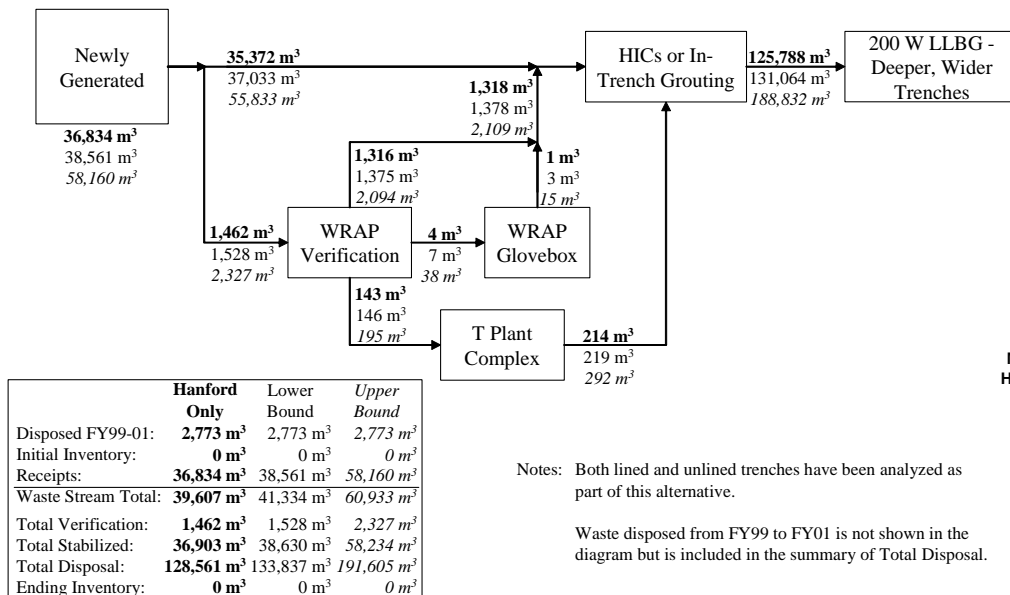 Newly
Generated
36,834 m³
38,561 m³
58,160 m³
35,372 m³
37,033 m³
55,833 m³
HICs or In-
Trench Grouting
125,788 m³
131,064 m³
188,832 m³
200 W LLBG -
Deeper, Wider
Trenches
1,318 m³
1,378 m³
2,109 m³
1,316 m³
1,375 m³
2,094 m³
1 m³
3 m³
15 m³
1,462 m³
1,528 m³
2,327 m³
WRAP
Verification
4 m³
7 m³
38 m³
WRAP
Glovebox
143 m³
146 m³
195 m³
T Plant
Complex
214 m³
219 m³
292 m³
H
Hanford Lower Upper
Only Bound Bound
Disposed FY99-01: 2,773 m³ 2,773 m³ 2,773 m³
Initial Inventory: 0 m³ 0 m³ 0 m³
Receipts: 36,834 m³ 38,561 m³ 58,160 m³
Waste Stream Total: 39,607 m³ 41,334 m³ 60,933 m³
Total Verification: 1,462 m³ 1,528 m³ 2,327 m³
Total Stabilized: 36,903 m³ 38,630 m³ 58,234 m³
Total Disposal: 128,561 m³ 133,837 m³ 191,605 m³
Ending Inventory: 0 m³ 0 m³ 0 m³
Notes: Both lined and unlined trenches have been analyzed as
part of this alternative.
Waste disposed from FY99 to FY01 is not shown in the
diagram but is included in the summary of Total Disposal.